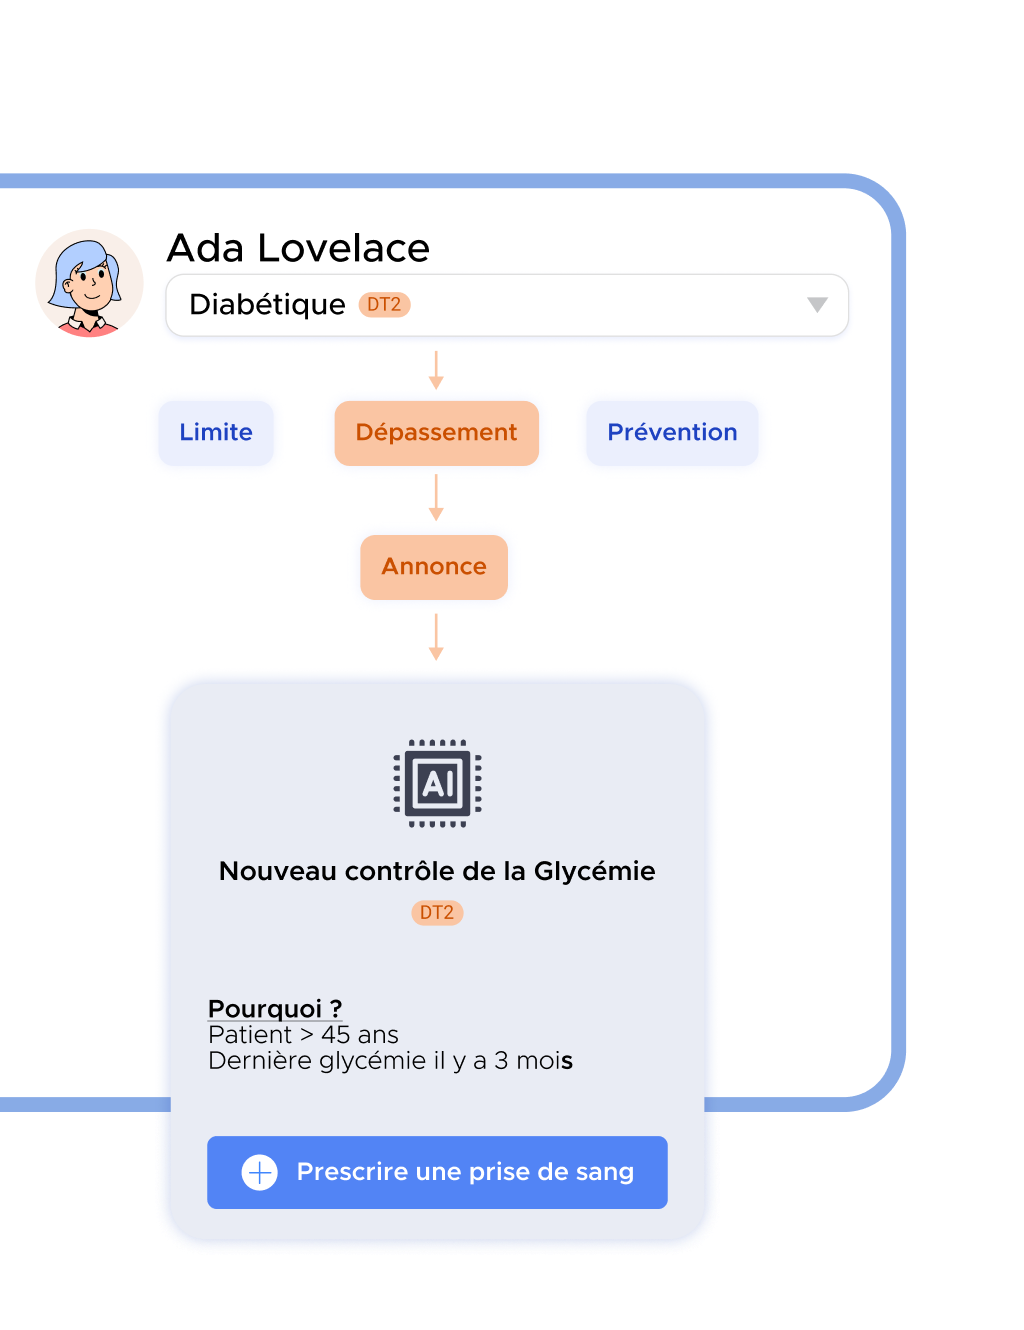 Ada Lovelace
Diabétique DT2
Limite
Dépassement
Prévention
Annonce
AI
Nouveau contrôle de la Glycémie
DT2
Pourquoi ?
Patient > 45 ans
Dernière glycémie il y a 3 mois
Prescrire une prise de sang